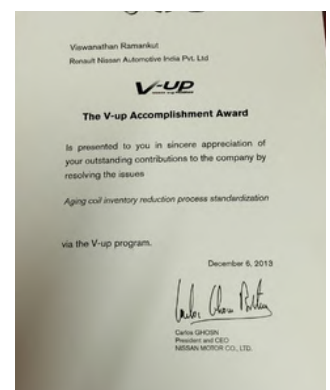 Viswanathan Ramankut
Renault Nissan Automotive India Pvt. Ltd
V-up
The V-up Accomplishment Award
Is presented to you in sincere appreciation of
your outstanding contributions to the company by
resolving the issues
Aging coil inventory reduction process standardization
via the V-up program.
December 6, 2013
Carlos GHOSN
President and CEO
NISSAN MOTOR CO., LTD.